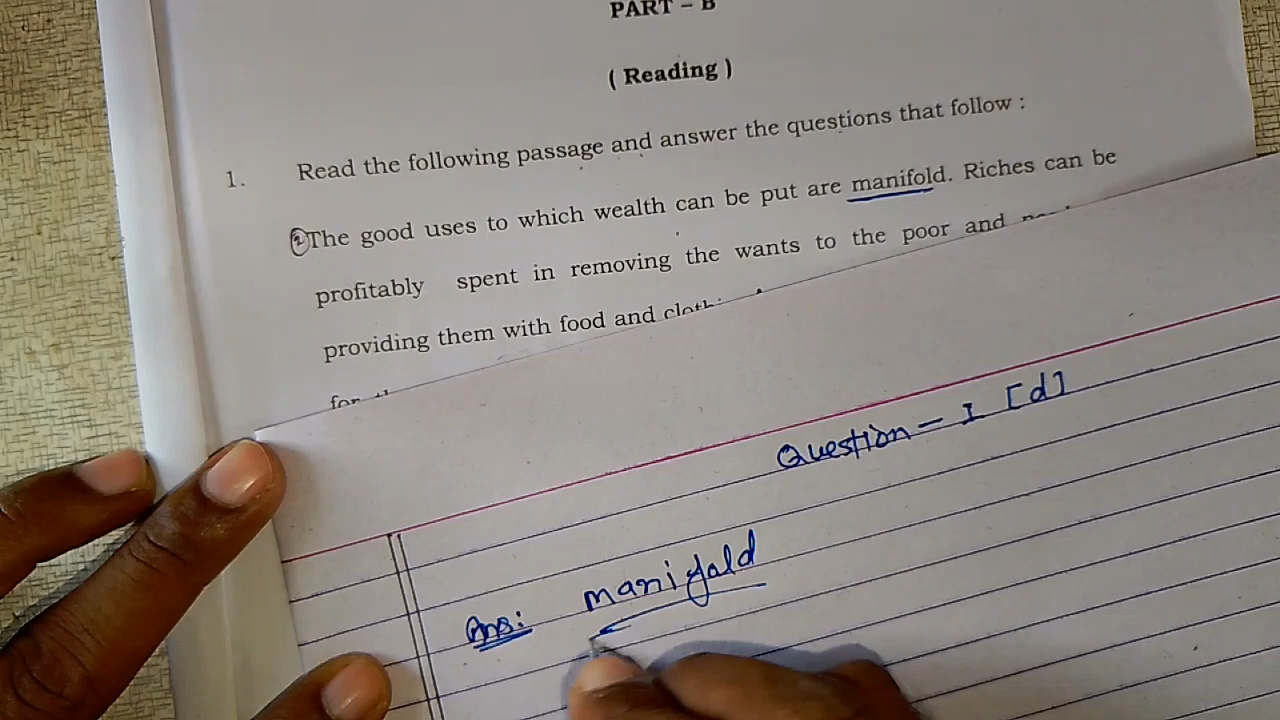 PART – B
( Reading )
1. Read the following passage and answer the questions that follow :
The good uses to which wealth can be put are manifold. Riches can be
profitably spent in removing the wants to the poor and
providing them with food and
for
Question – I [d]
Ans: manifald